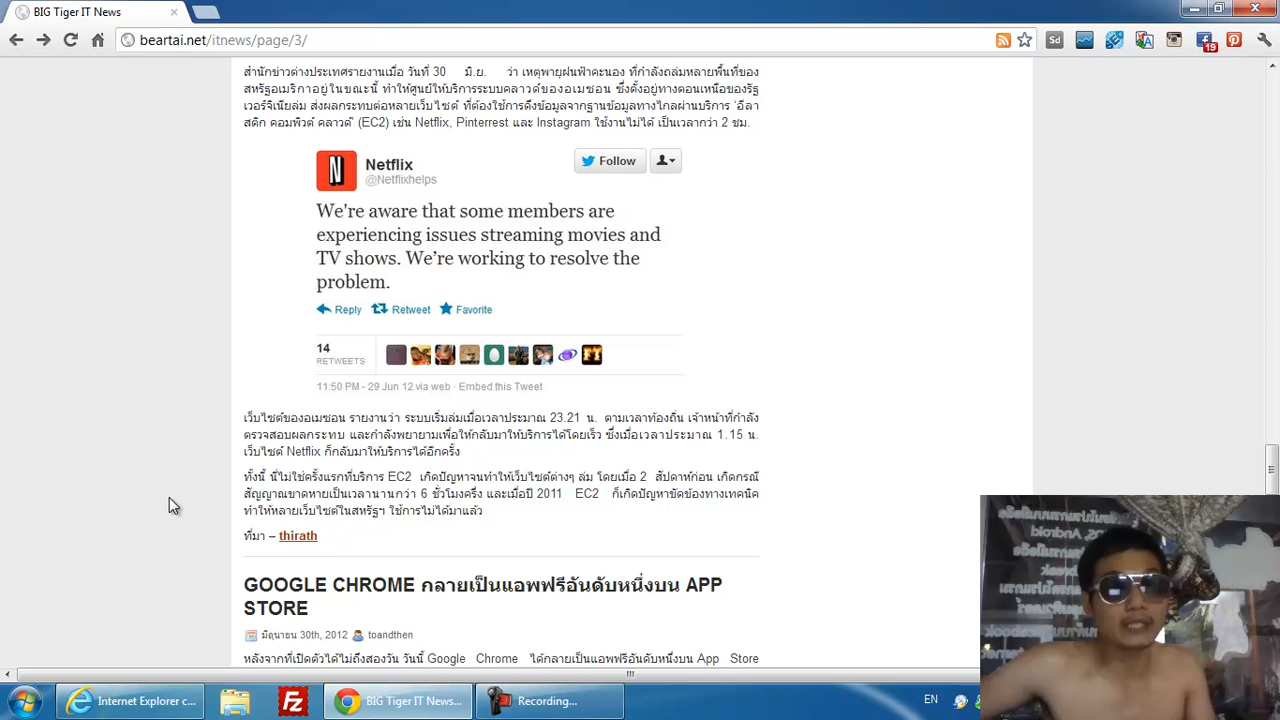 BIG Tiger IT News
beartai.net/itnews/page/3/
Sd
19
สำนักข่าวต่างประเทศรายงานเมื่อ วันที่ 30 มิ.ย. ว่า เหตุพายุฝนฟ้าคะนอง ที่กำลังถล่มหลายพื้นที่ของ
สหรัฐอเมริกาอยู่ในขณะนี้ ทำให้ศูนย์ให้บริการระบบคลาวด์ของอเมซอน ซึ่งตั้งอยู่ทางตอนเหนือของรัฐ
เวอร์จิเนียล่ม ส่งผลกระทบต่อหลายเว็บไซต์ ที่ต้องใช้การดึงข้อมูลจากฐานข้อมูลทางไกลผ่านบริการ 'อีลา
สติก คอมพิวต์ คลาวด์' (EC2) เช่น Netflix, Pinterrest และ Instagram ใช้งานไม่ได้ เป็นเวลากว่า 2 ชม.
Netflix
@Netflixhelps
Follow
We're aware that some members are
experiencing issues streaming movies and
TV shows. We're working to resolve the
problem.
Reply Retweet Favorite
14
RETWEETS
11:50 PM - 29 Jun 12 via web · Embed this Tweet
เว็บไซต์ของอเมซอน รายงานว่า ระบบเริ่มล่มเมื่อเวลาประมาณ 23.21 น. ตามเวลาท้องถิ่น เจ้าหน้าที่กำลัง
ตรวจสอบผลกระทบ และกำลังพยายามเพื่อให้กลับมาให้บริการได้โดยเร็ว ซึ่งเมื่อเวลาประมาณ 1.15 น.
เว็บไซต์ Netflix ก็กลับมาให้บริการได้อีกครั้ง
ทั้งนี้ นี่ไม่ใช่ครั้งแรกที่บริการ EC2 เกิดปัญหาจนทำให้เว็บไซต์ต่างๆ ล่ม โดยเมื่อ 2 สัปดาห์ก่อน เกิดกรณี
สัญญาณขาดหายเป็นเวลานานกว่า 6 ชั่วโมงครึ่ง และเมื่อปี 2011 EC2 ก็เกิดปัญหาขัดข้องทางเทคนิค
ทำให้หลายเว็บไซต์ในสหรัฐฯ ใช้การไม่ได้มาแล้ว
ที่มา – thirath
GOOGLE CHROME กลายเป็นแอพฟรีอันดับหนึ่งบน APP
STORE
มิถุนายน 30th, 2012 toandthen
หลังจากที่เปิดตัวได้ไม่ถึงสองวัน วันนี้ Google Chrome ได้กลายเป็นแอพฟรีอันดับหนึ่งบน App Store
Internet Explorer c...
BIG Tiger IT News...
Recording...
EN